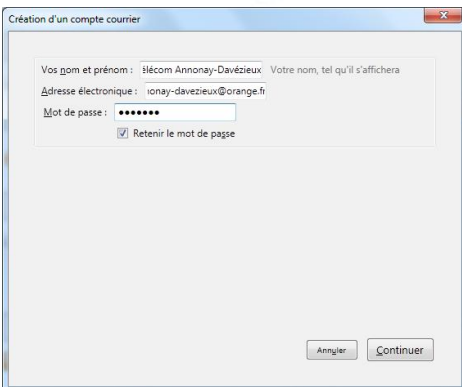 Création d'un compte courrier
Vos nom et prénom : élécom Annonay-Davézieux Votre nom, tel qu'il s'affichera
Adresse électronique : ionay-davezieux@orange.fr
Mot de passe : •••••••
Retenir le mot de passe
Annuler Continuer